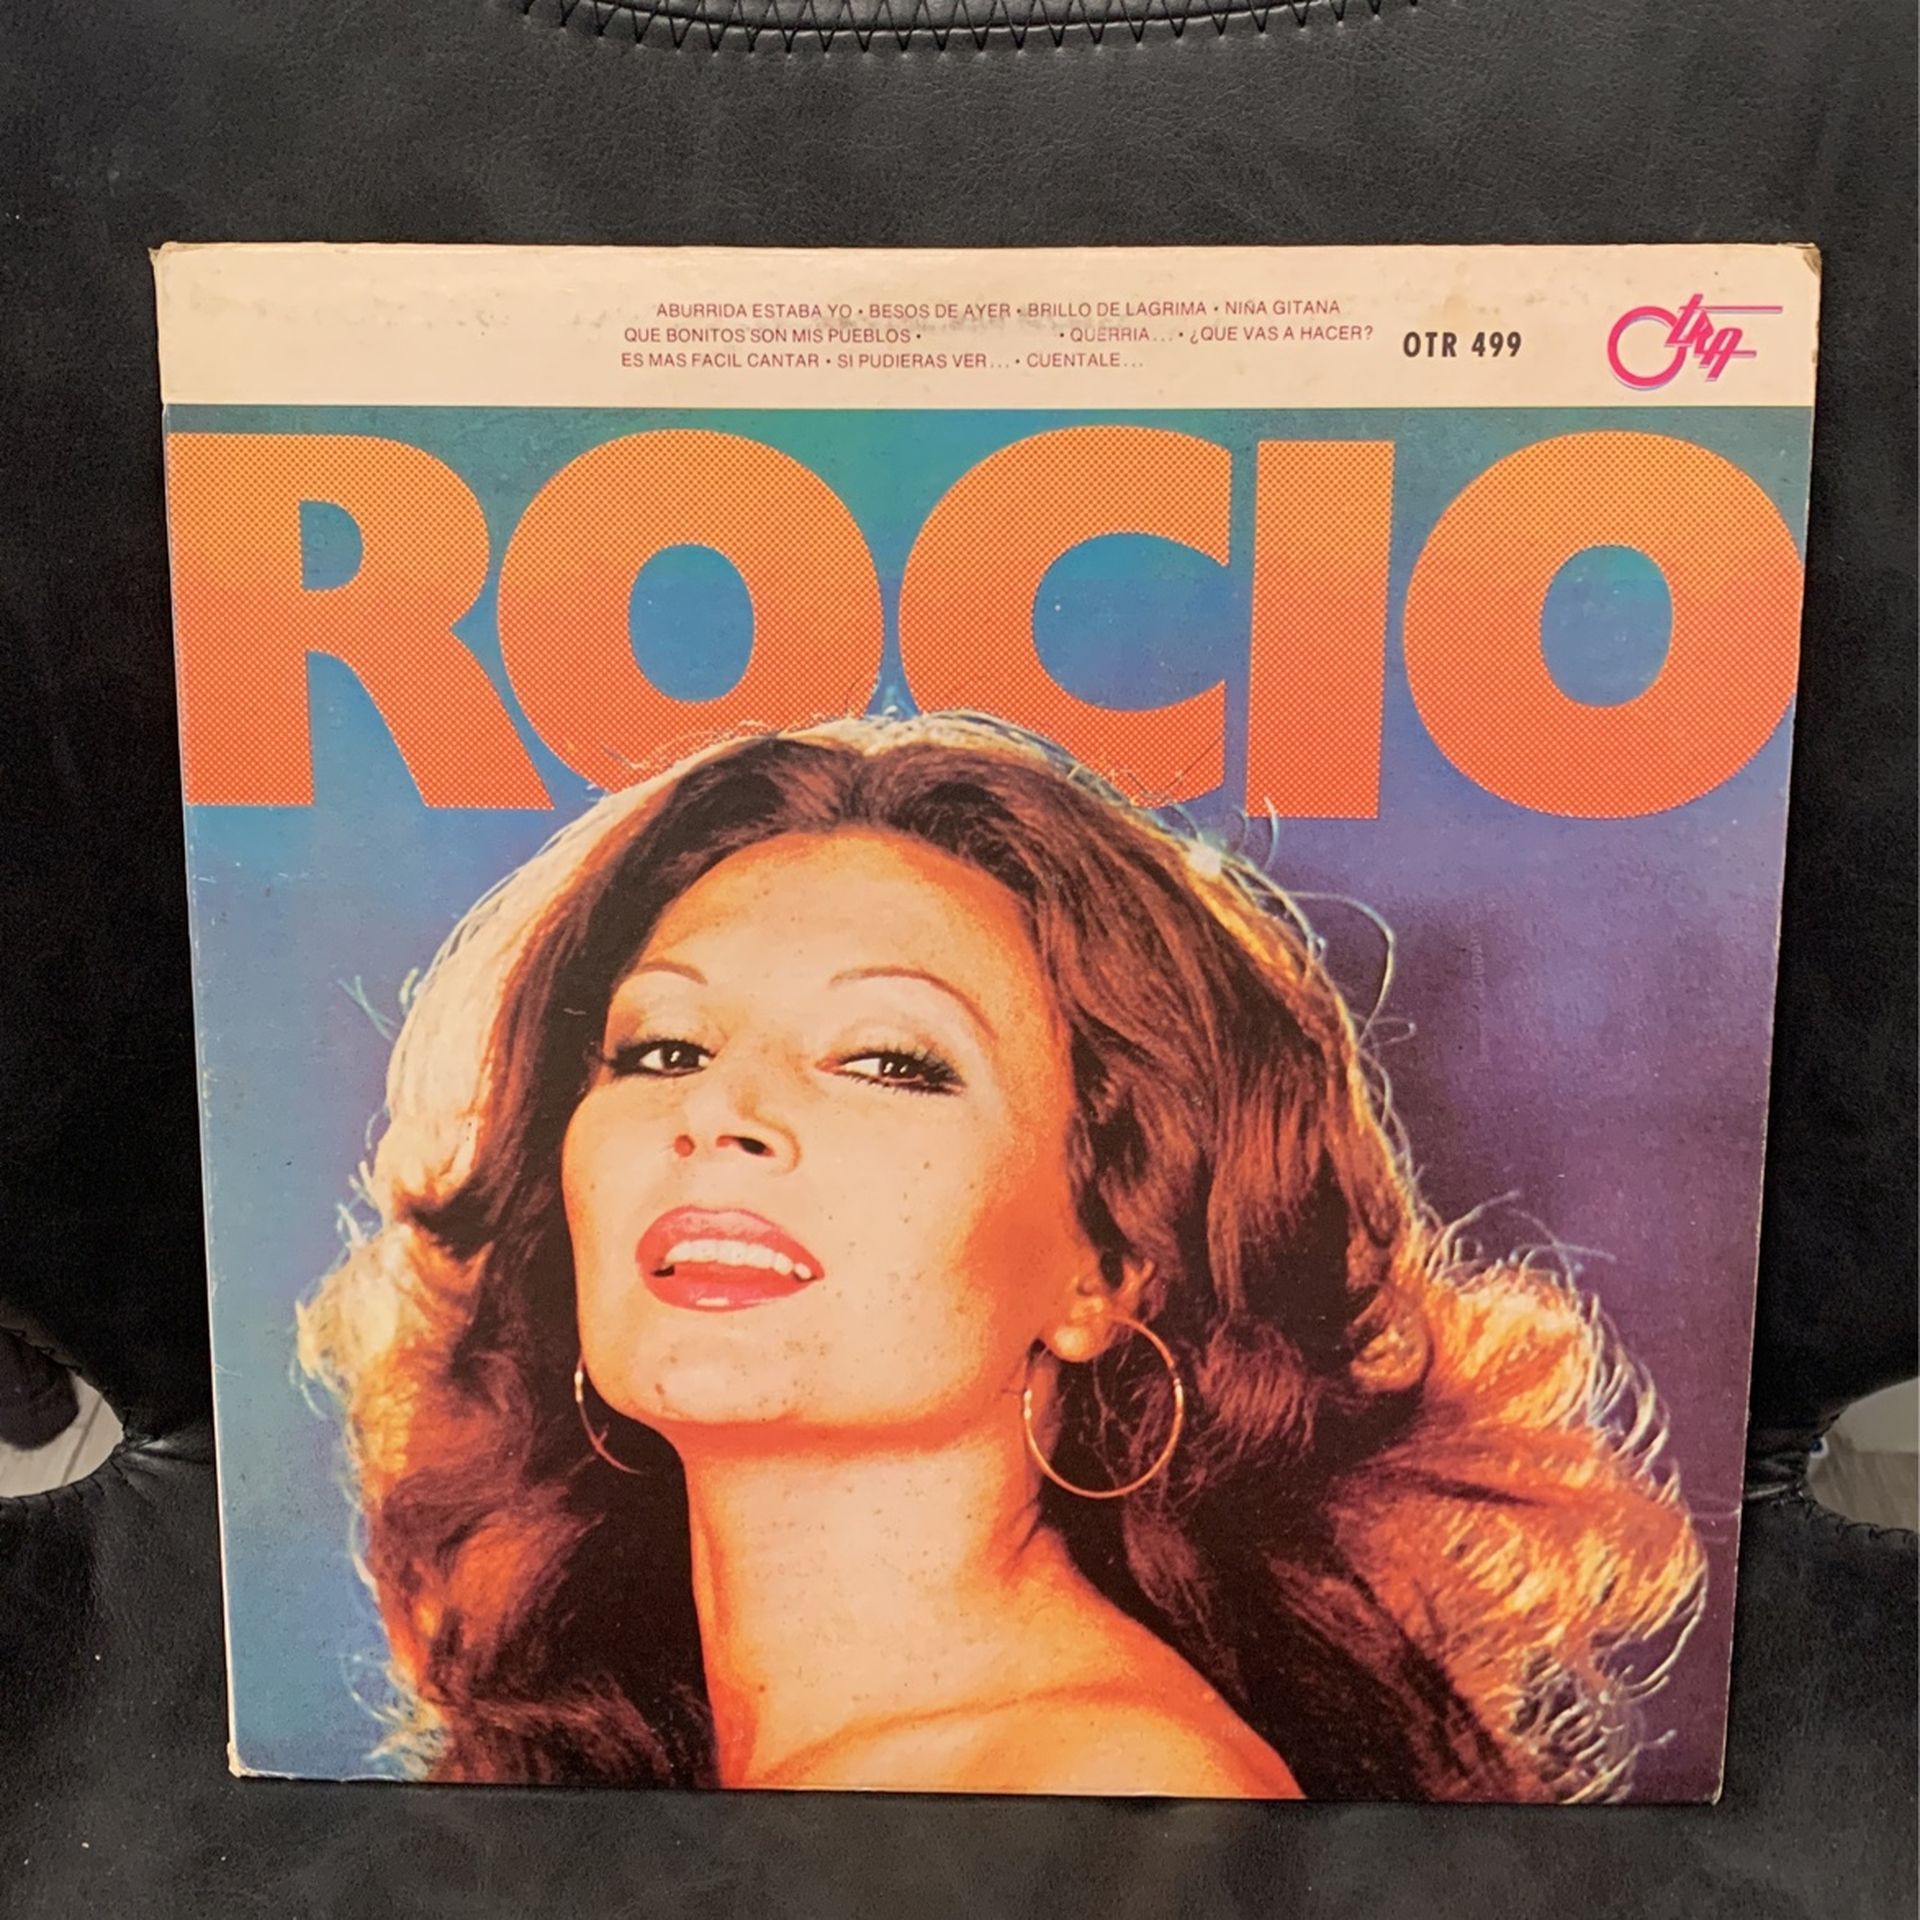 ABURRIDA ESTABA YO • BESOS DE AYER • BRILLO DE LAGRIMA • NIÑA GITANA
QUE BONITOS SON MIS PUEBLOS • • QUERRIA... • ¿QUE VAS A HACER?
ES MAS FACIL CANTAR • SI PUDIERAS VER... • CUENTALE...
OTR 499
OTRA
ROCIO